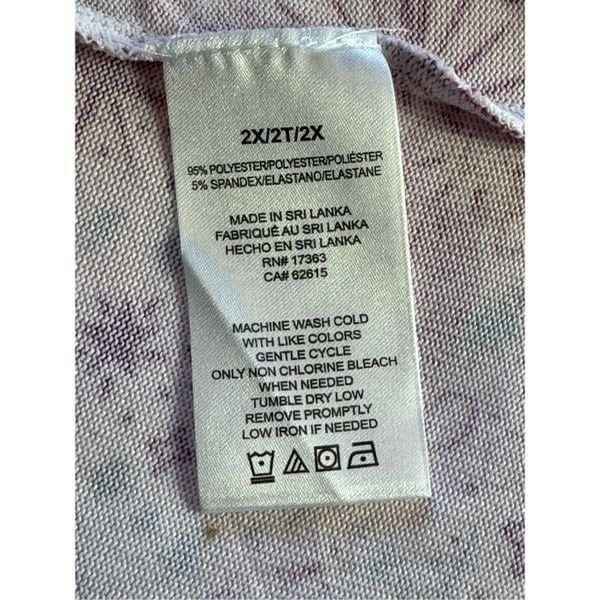 2X/2T/2X
95% POLYESTER/POLYESTER/POLIÉSTER
5% SPANDEX/ELASTANO/ELASTANE
MADE IN SRI LANKA
FABRIQUÉ AU SRI LANKA
HECHO EN SRI LANKA
RN# 17363
CA# 62615
MACHINE WASH COLD
WITH LIKE COLORS
GENTLE CYCLE
ONLY NON CHLORINE BLEACH
WHEN NEEDED
TUMBLE DRY LOW
REMOVE PROMPTLY
LOW IRON IF NEEDED